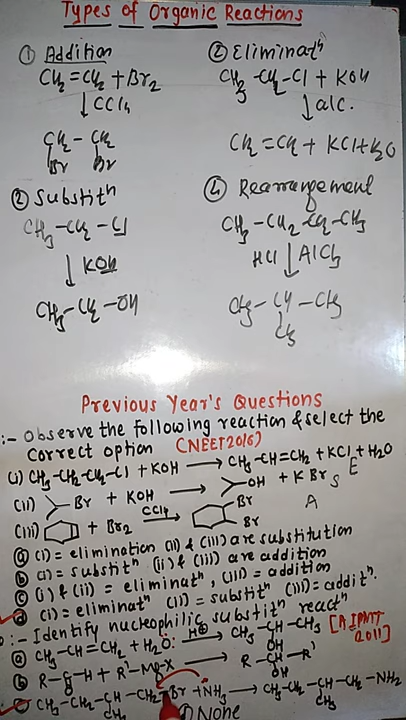 Types of Organic Reactions
① Addition
CH₂=CH₂ + Br₂
↓CCl₄
CH₂ - CH₂
Br Br
② Eliminatⁿ
CH₃-CH₂-Cl + KOH
↓alc.
CH₂=CH₂ + KCl + H₂O
② Substitⁿ
CH₃-CH₂-Cl
↓KOH
CH₃-CH₂-OH
④ Rearrangement
CH₃-CH₂-CH₂-CH₃
HCl ↓ AlCl₃
CH₃-CH-CH₃
CH₃
Previous Year's Questions
:- Observe the following reaction & select the
correct option (NEET 2016)
(i) CH₃-CH₂-CH₂-Cl + KOH → CH₃-CH=CH₂ + KCl + H₂O
E
(ii) Br + KOH → OH + KBr S
(iii) + Br₂ CCl₄→ Br Br A
ⓐ (i) = elimination (ii) & (iii) are substitution
ⓑ (i) = substitⁿ (ii) & (iii) are addition
ⓒ (i) & (ii) = eliminatⁿ, (iii) = addition
ⓓ (i) = eliminatⁿ (ii) = substitⁿ (iii) = additⁿ.
:- Identify nucleophilic substitⁿ reactⁿ
[AIPMT 2011]
ⓐ CH₃-CH=CH₂ + H₂O: H⊕→ CH₃-CH-CH₃
OH
ⓑ R-C-H + R'-Mg-X → R-CH-R'
OH
ⓒ CH₃-CH₂-CH-CH₂-Br + NH₃ → CH₃-CH₂-CH-CH₂-NH₂
CH₃ CH₃
ⓓ None